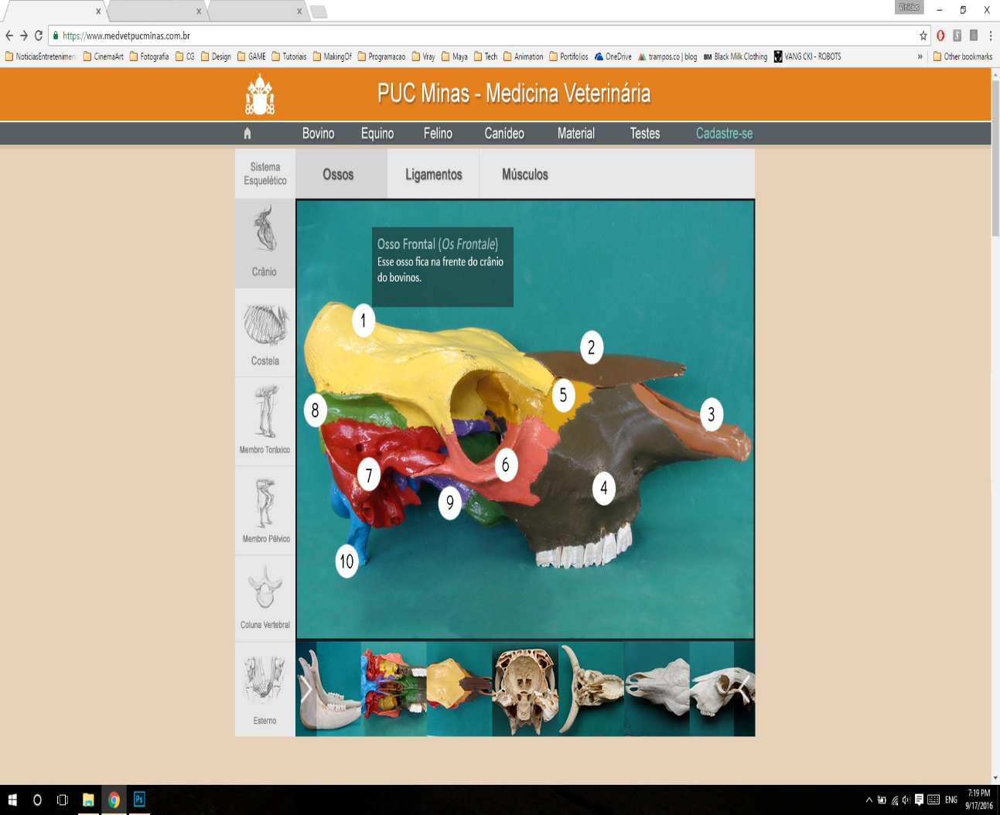 Vinicius
https://www.medvetpucminas.com.br
NoticiasEntretenimen CinemaArt Fotografia CG Design GAME Tutoriais MakingOf Programacao Vray Maya Tech Animation Portifolios OneDrive trampos.co | blog BM Black Milk Clothing VANG CKI - ROBOTS » Other bookmarks
PUC Minas - Medicina Veterinária
Bovino Equino Felino Canídeo Material Testes Cadastre-se
Sistema
Esquelético
Ossos Ligamentos Músculos
Crânio
Costela
Membro Toráxico
Membro Pélvico
Coluna Vertebral
Esterno
Osso Frontal (Os Frontale)
Esse osso fica na frente do crânio
do bovinos.
1
2
5
8
3
6
7
4
9
10
Ps
ENG
7:19 PM
9/17/2016